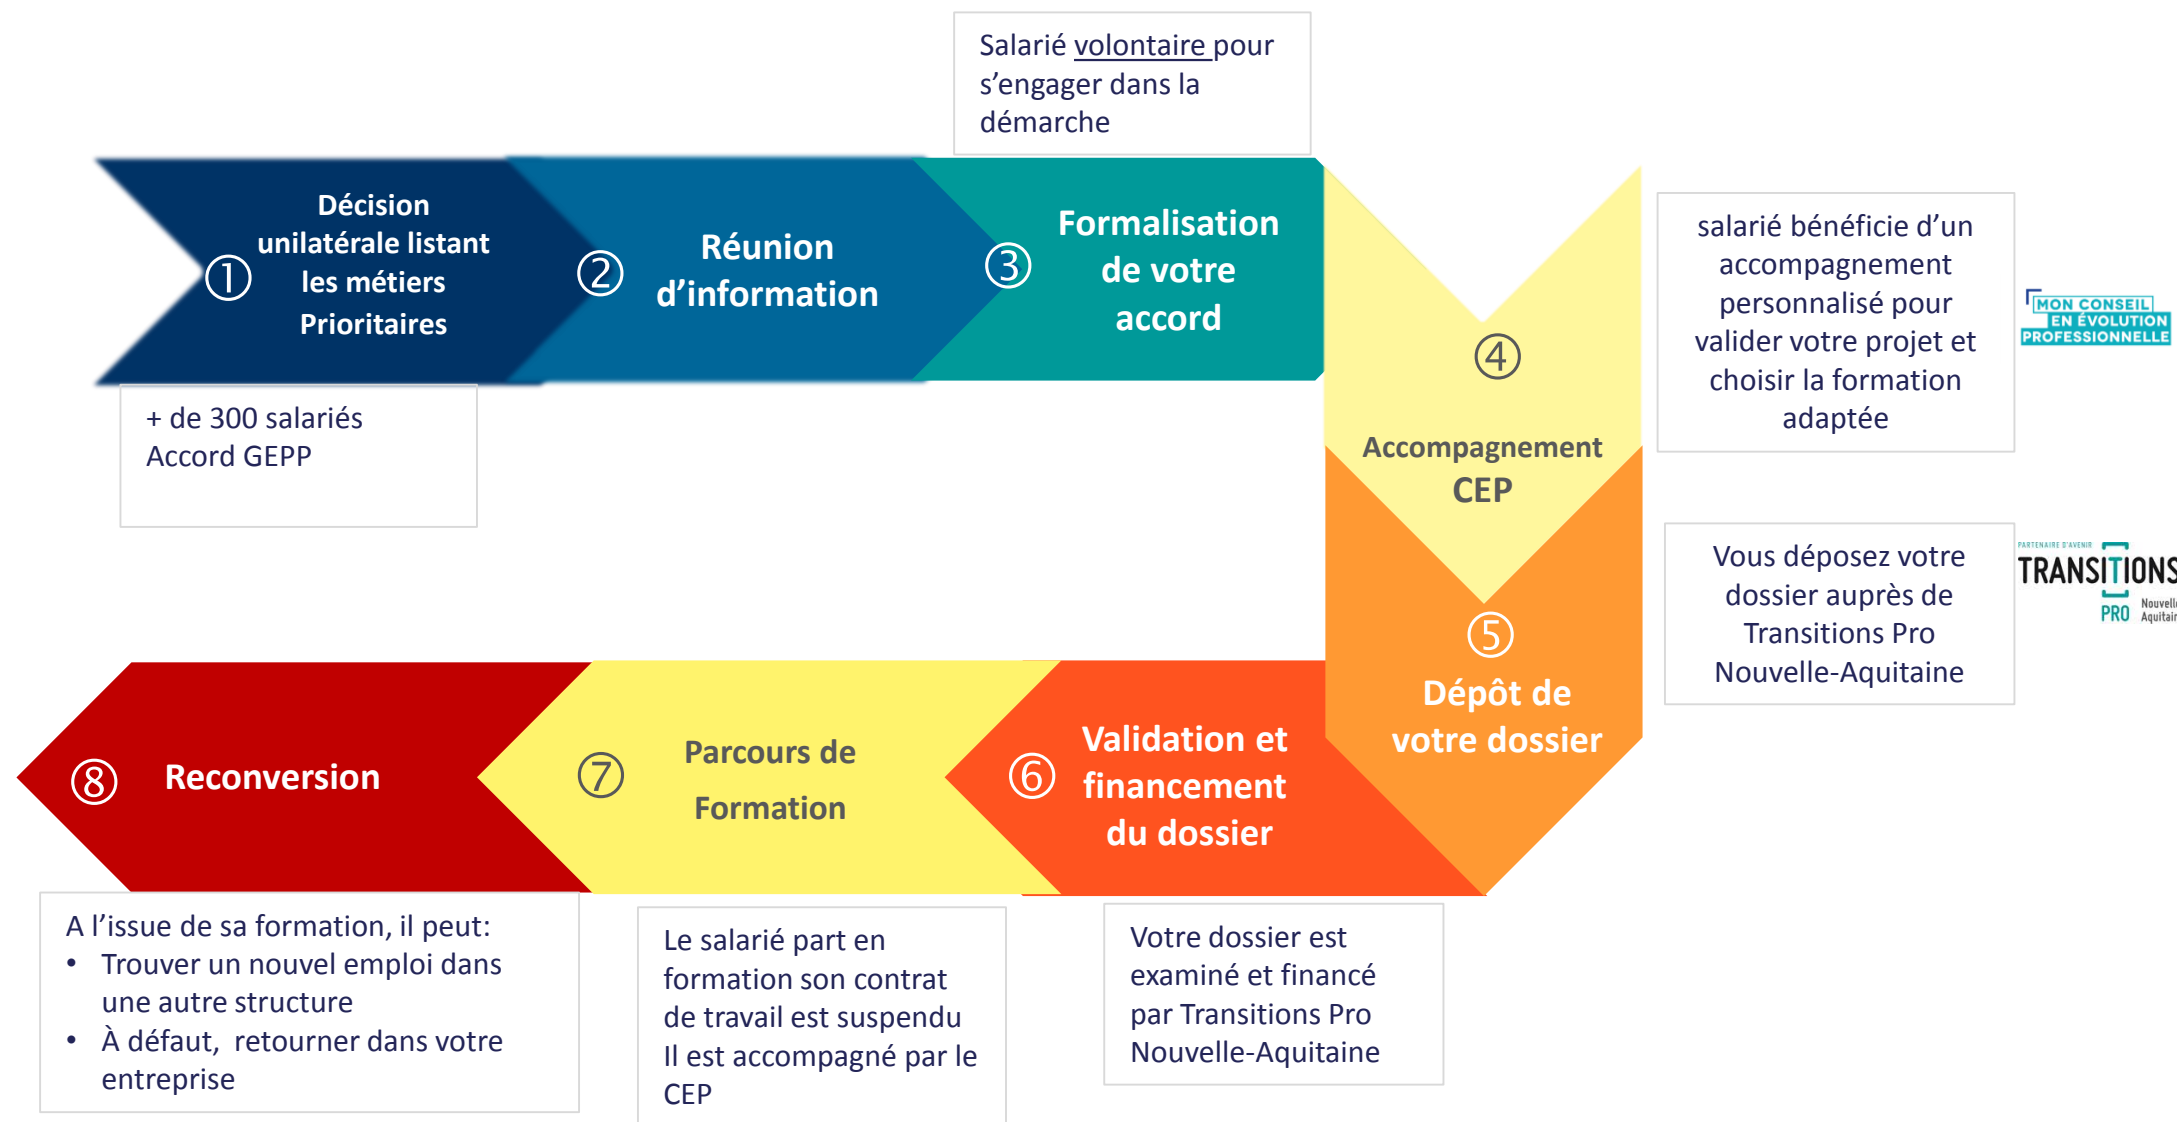 Salarié volontaire pour
s’engager dans la
démarche
①
Décision
unilatérale listant
les métiers
Prioritaires
+ de 300 salariés
Accord GEPP
②
Réunion
d’information
③
Formalisation
de votre
accord
④
Accompagnement
CEP
salarié bénéficie d’un
accompagnement
personnalisé pour
valider votre projet et
choisir la formation
adaptée
MON CONSEIL
EN ÉVOLUTION
PROFESSIONNELLE
⑤
Dépôt de
votre dossier
Vous déposez votre
dossier auprès de
Transitions Pro
Nouvelle-Aquitaine
PARTENAIRE D'AVENIR
TRANSITIONS
PRO
⑥
Validation et
financement
du dossier
Votre dossier est
examiné et financé
par Transitions Pro
Nouvelle-Aquitaine
⑦
Parcours de
Formation
Le salarié part en
formation son contrat
de travail est suspendu
Il est accompagné par le
CEP
⑧
Reconversion
A l’issue de sa formation, il peut:
• Trouver un nouvel emploi dans
une autre structure
• À défaut, retourner dans votre
entreprise